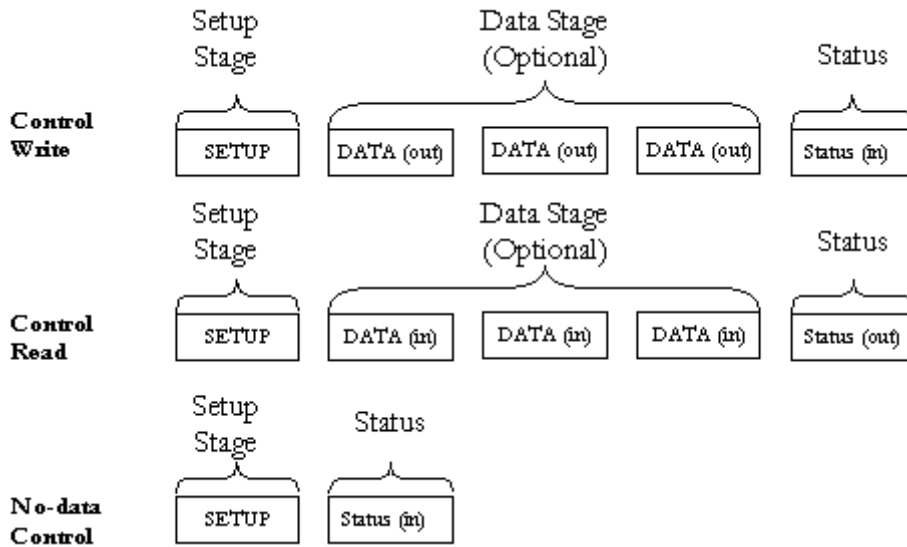 Setup
Stage
Data Stage
(Optional)
Status
Control
Write
SETUP
DATA (out)
DATA (out)
DATA (out)
Status (in)
Setup
Stage
Data Stage
(Optional)
Status
Control
Read
SETUP
DATA (in)
DATA (in)
DATA (in)
Status (out)
Setup
Stage
Status
No-data
Control
SETUP
Status (in)